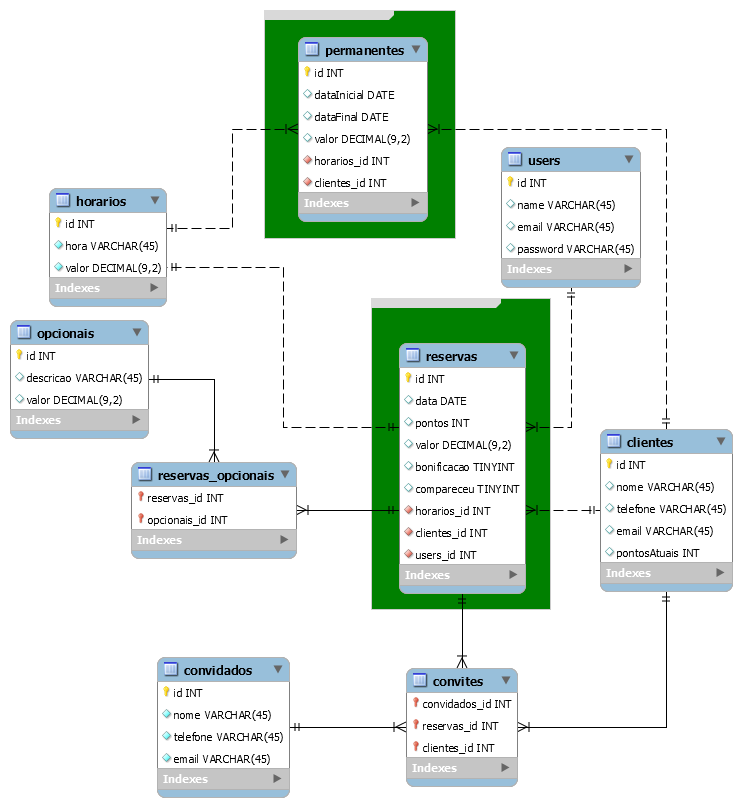 permanentes
id INT
dataInicial DATE
dataFinal DATE
valor DECIMAL(9,2)
horarios_id INT
clientes_id INT
Indexes
users
id INT
name VARCHAR(45)
email VARCHAR(45)
password VARCHAR(45)
Indexes
horarios
id INT
hora VARCHAR(45)
valor DECIMAL(9,2)
Indexes
opcionais
id INT
descricao VARCHAR(45)
valor DECIMAL(9,2)
Indexes
reservas
id INT
data DATE
pontos INT
valor DECIMAL(9,2)
bonificacao TINYINT
compareceu TINYINT
horarios_id INT
clientes_id INT
users_id INT
Indexes
clientes
id INT
nome VARCHAR(45)
telefone VARCHAR(45)
email VARCHAR(45)
pontosAtuais INT
Indexes
reservas_opcionais
reservas_id INT
opcionais_id INT
Indexes
convidados
id INT
nome VARCHAR(45)
telefone VARCHAR(45)
email VARCHAR(45)
Indexes
convites
convidados_id INT
reservas_id INT
clientes_id INT
Indexes